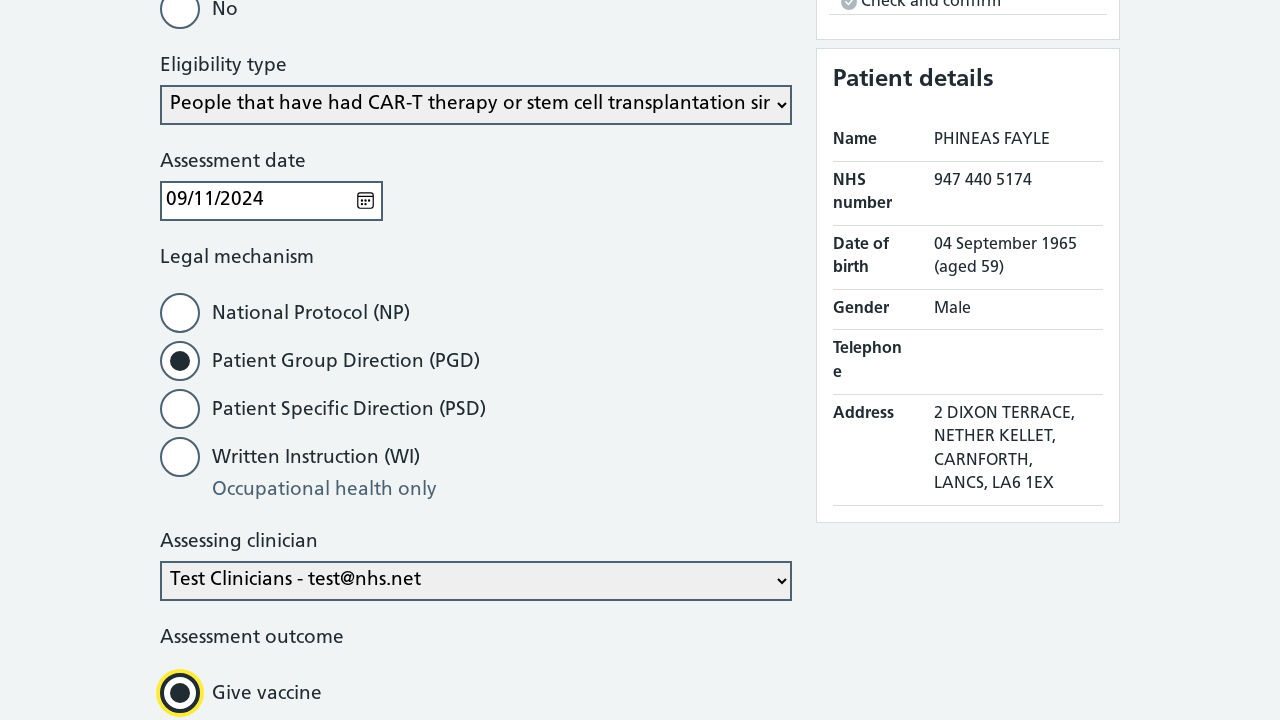 No
Eligibility type
People that have had CAR-T therapy or stem cell transplantation sir
Assessment date
09/11/2024
Legal mechanism
National Protocol (NP)
Patient Group Direction (PGD)
Patient Specific Direction (PSD)
Written Instruction (WI)
Occupational health only
Assessing clinician
Test Clinicians - test@nhs.net
Assessment outcome
Give vaccine
Check and confirm
Patient details
Name PHINEAS FAYLE
NHS 947 440 5174
number
Date of 04 September 1965
birth (aged 59)
Gender Male
Telephon
e
Address 2 DIXON TERRACE,
NETHER KELLET,
CARNFORTH,
LANCS, LA6 1EX